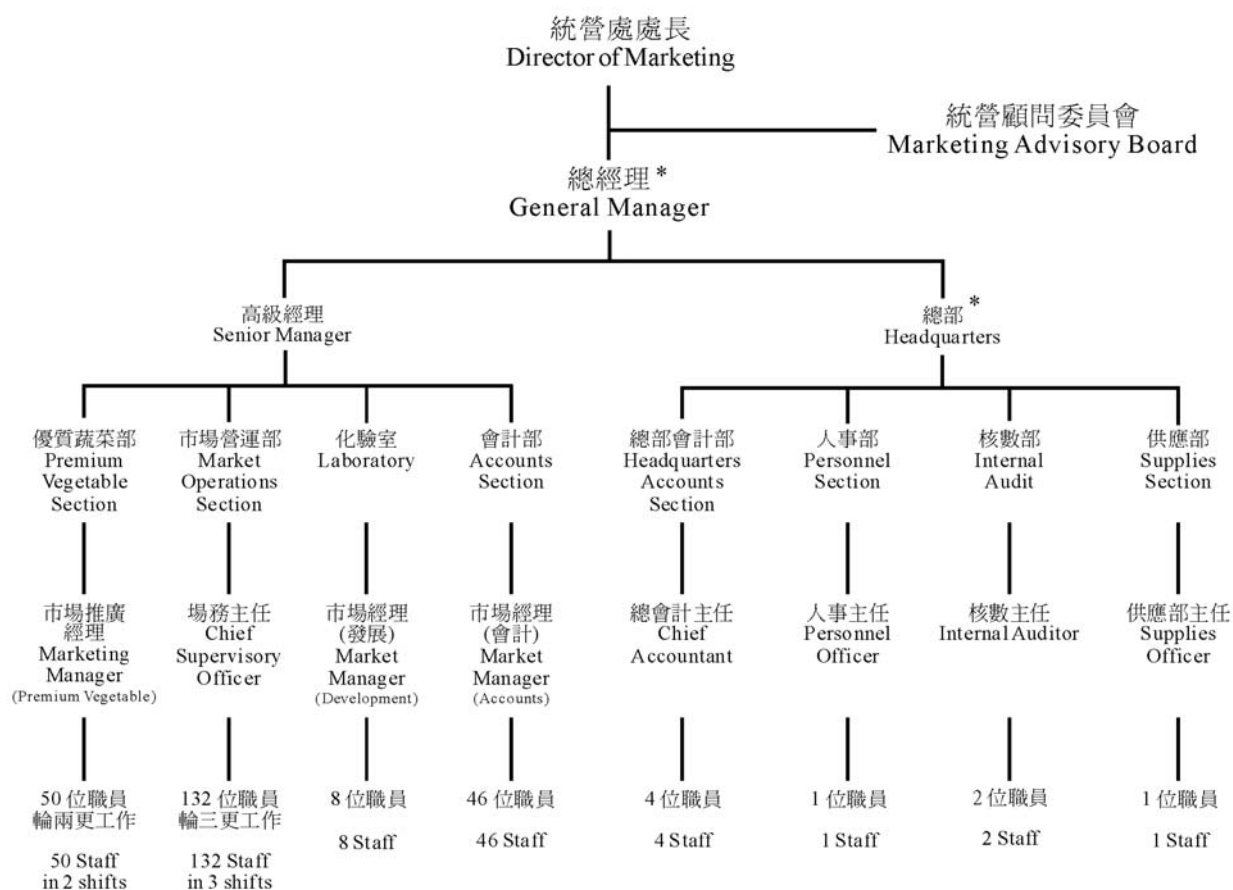 統營處處長
Director of Marketing
統營顧問委員會
Marketing Advisory Board
總經理 *
General Manager
高級經理
Senior Manager
總部 *
Headquarters
優質蔬菜部
Premium
Vegetable
Section
市場營運部
Market
Operations
Section
化驗室
Laboratory
會計部
Accounts
Section
總部會計部
Headquarters
Accounts
Section
人事部
Personnel
Section
核數部
Internal
Audit
供應部
Supplies
Section
市場推廣
經理
Marketing
Manager
(Premium Vegetable)
場務主任
Chief
Supervisory
Officer
市場經理
(發展)
Market
Manager
(Development)
市場經理
(會計)
Market
Manager
(Accounts)
總會計主任
Chief
Accountant
人事主任
Personnel
Officer
核數主任
Internal Auditor
供應部主任
Supplies
Officer
50 位職員
輪兩更工作
50 Staff
in 2 shifts
132 位職員
輪三更工作
132 Staff
in 3 shifts
8 位職員
8 Staff
46 位職員
46 Staff
4 位職員
4 Staff
1 位職員
1 Staff
2 位職員
2 Staff
1 位職員
1 Staff